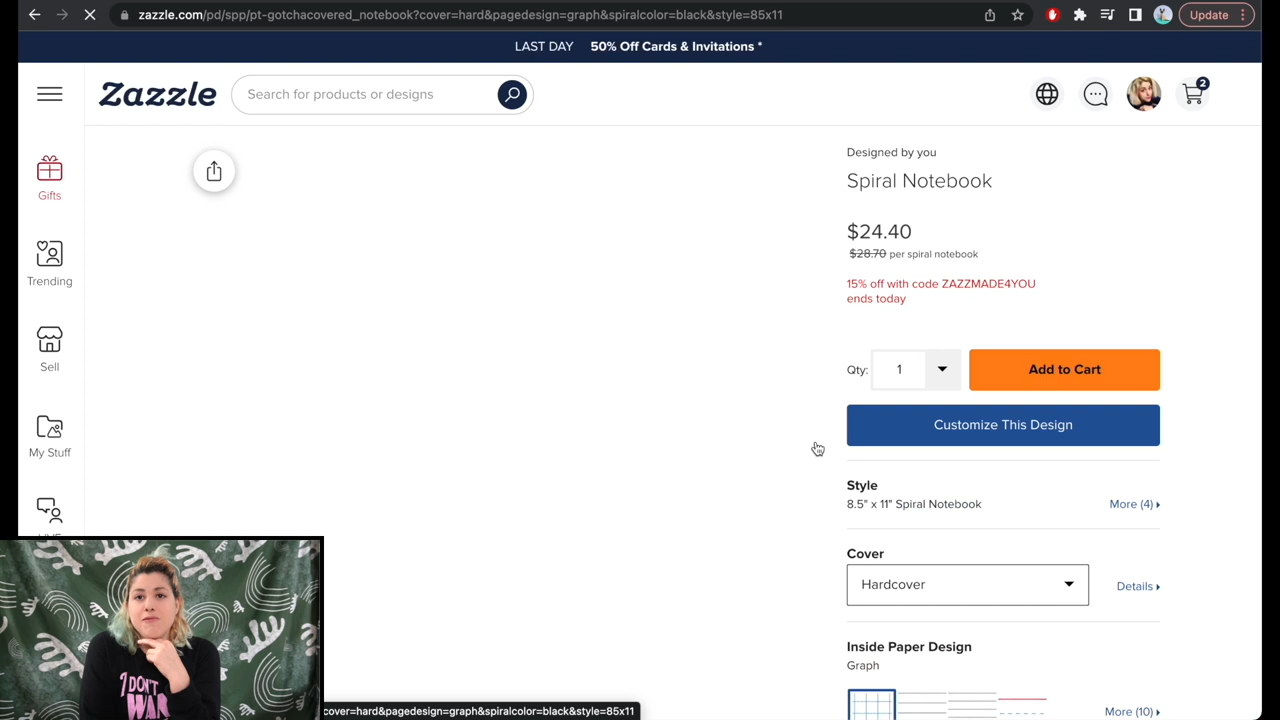 zazzle.com/pd/spp/pt-gotchacovered_notebook?cover=hard&pagedesign=graph&spiralcolor=black&style=85x11
Update
LAST DAY 50% Off Cards & Invitations *
Zazzle
Search for products or designs
2
Gifts
Trending
Sell
My Stuff
Designed by you
Spiral Notebook
$24.40
$28.70 per spiral notebook
15% off with code ZAZZMADE4YOU
ends today
Qty: 1
Add to Cart
Customize This Design
Style
8.5" x 11" Spiral Notebook
More (4)
Cover
Hardcover
Details
Inside Paper Design
Graph
More (10)
I DON'T
WAN
cover=hard&pagedesign=graph&spiralcolor=black&style=85x11